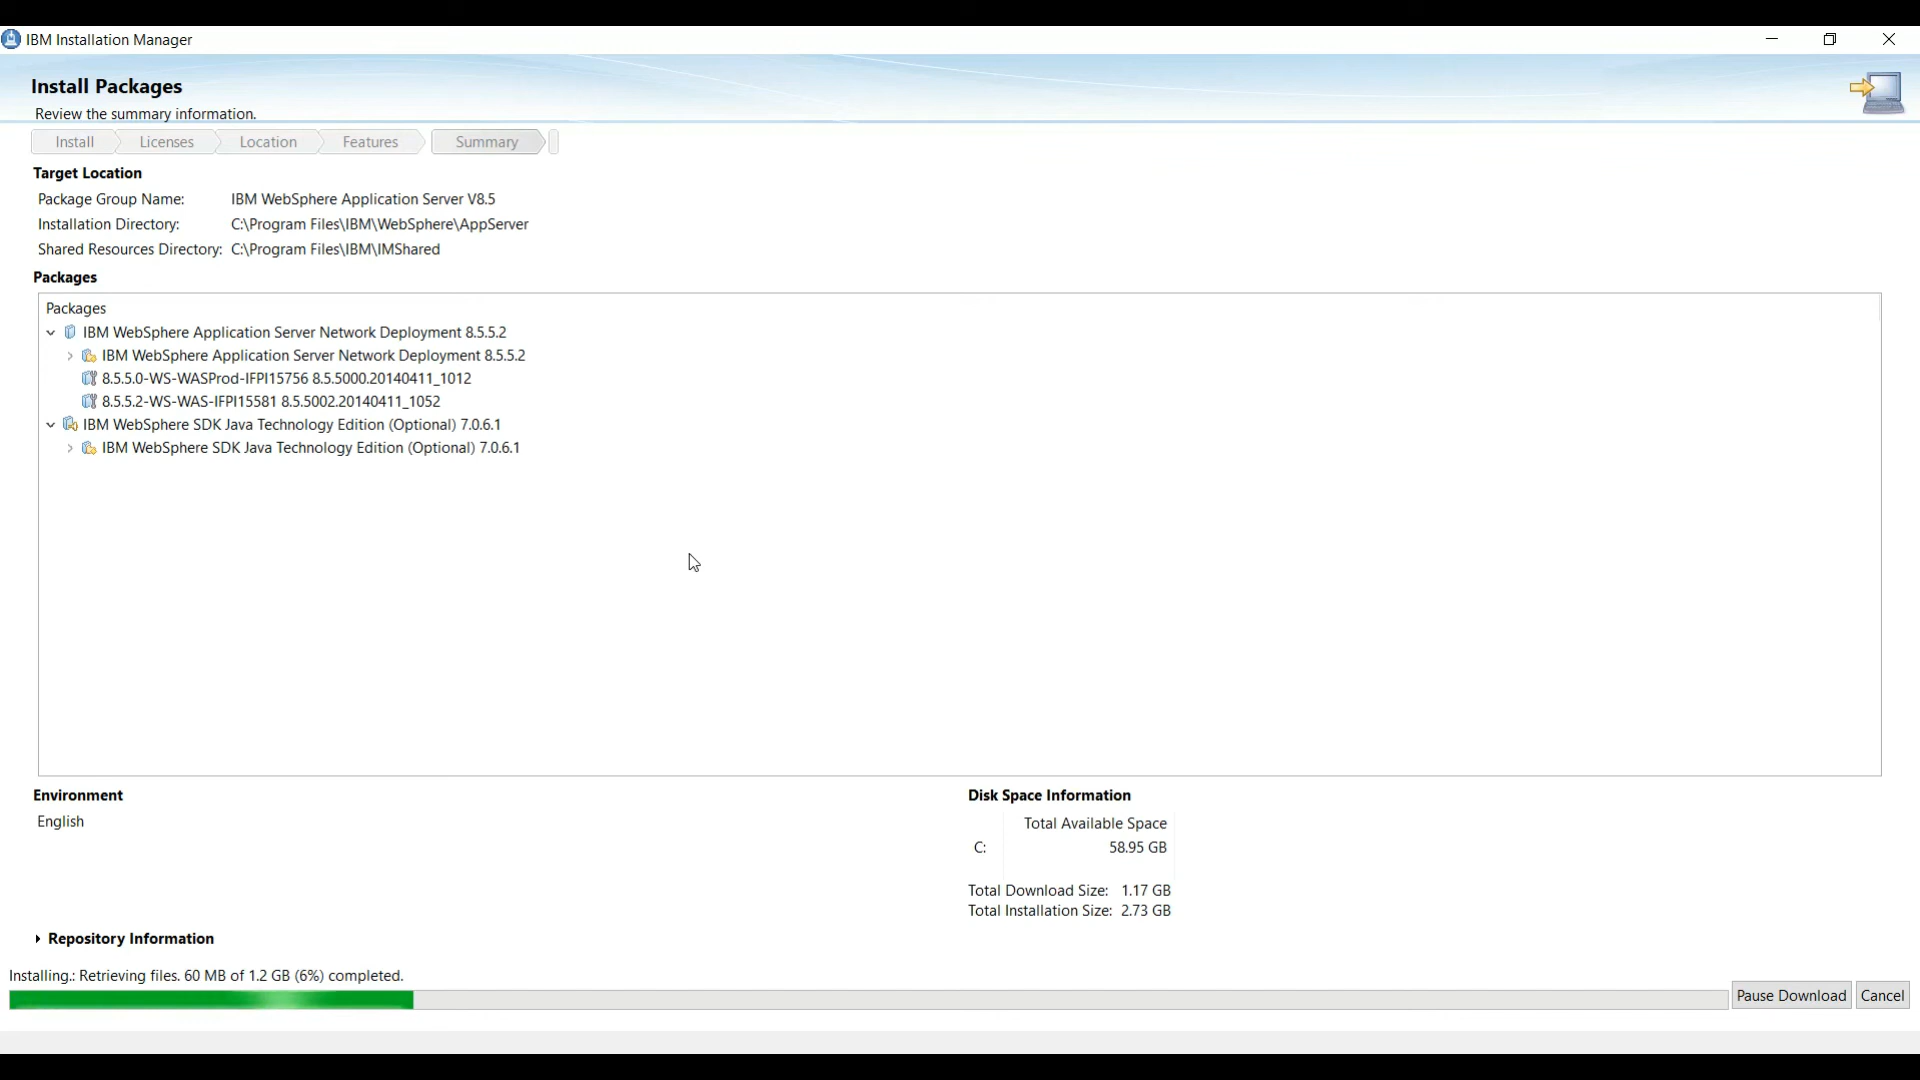 IBM Installation Manager
Install Packages
Review the summary information.
Install Licenses Location Features Summary
Target Location
Package Group Name: IBM WebSphere Application Server V8.5
Installation Directory: C:\Program Files\IBM\WebSphere\AppServer
Shared Resources Directory: C:\Program Files\IBM\IMShared
Packages
Packages
IBM WebSphere Application Server Network Deployment 8.5.5.2
IBM WebSphere Application Server Network Deployment 8.5.5.2
8.5.5.0-WS-WASProd-IFPI15756 8.5.5000.20140411_1012
8.5.5.2-WS-WAS-IFPI15581 8.5.5002.20140411_1052
IBM WebSphere SDK Java Technology Edition (Optional) 7.0.6.1
IBM WebSphere SDK Java Technology Edition (Optional) 7.0.6.1
Environment
English
Disk Space Information
Total Available Space
C: 58.95 GB
Total Download Size: 1.17 GB
Total Installation Size: 2.73 GB
Repository Information
Installing.: Retrieving files. 60 MB of 1.2 GB (6%) completed.
Pause Download Cancel